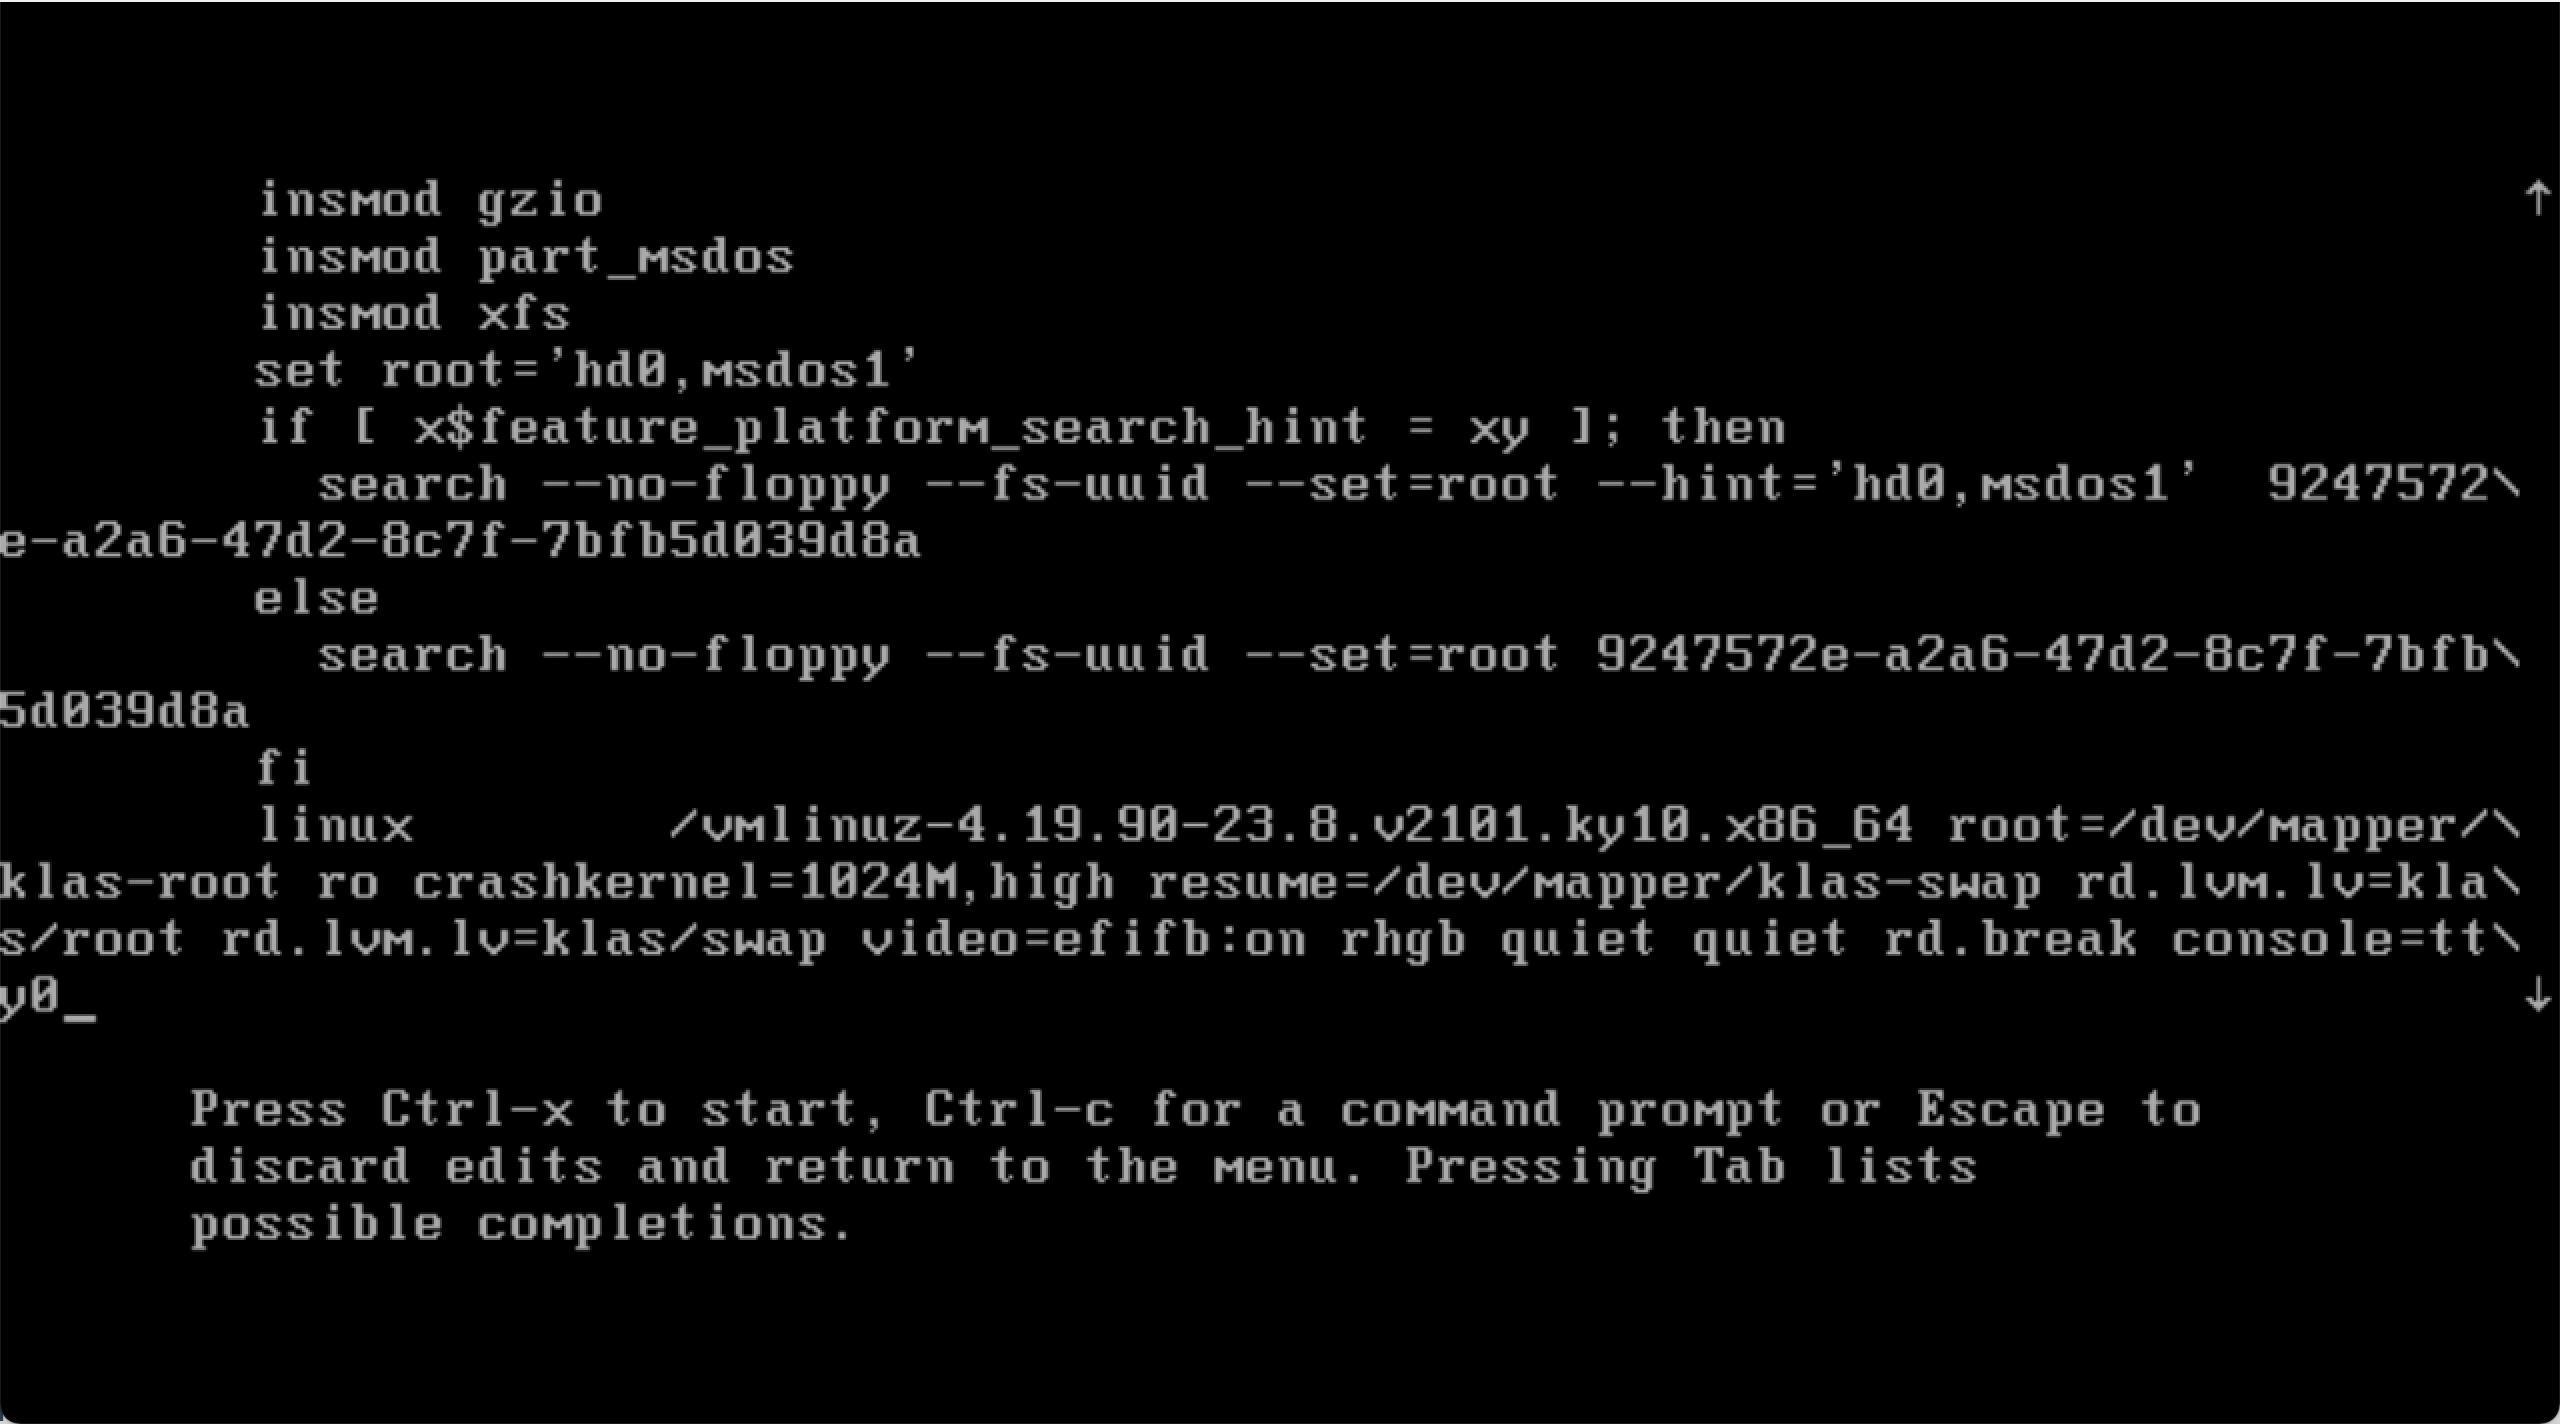 insmod gzio
insmod part_msdos
insmod xfs
set root='hd0,msdos1'
if [ x$feature_platform_search_hint = xy ]; then
search --no-floppy --fs-uuid --set=root --hint='hd0,msdos1'  9247572\
e-a2a6-47d2-8c7f-7bfb5d039d8a
else
search --no-floppy --fs-uuid --set=root 9247572e-a2a6-47d2-8c7f-7bfb\
5d039d8a
fi
linux        /vmlinuz-4.19.90-23.8.v2101.ky10.x86_64 root=/dev/mapper/\
klas-root ro crashkernel=1024M,high resume=/dev/mapper/klas-swap rd.lvm.lv=kla\
s/root rd.lvm.lv=klas/swap video=efifb:on rhgb quiet quiet rd.break console=tt\
y0_
Press Ctrl-x to start, Ctrl-c for a command prompt or Escape to
discard edits and return to the menu. Pressing Tab lists
possible completions.